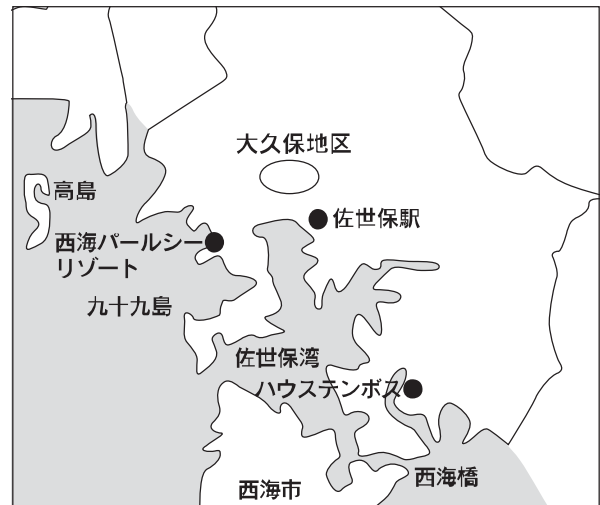 大久保地区
高島
佐世保駅
西海パールシー
リゾート
九十九島
佐世保湾
ハウステンボス
西海橋
西海市